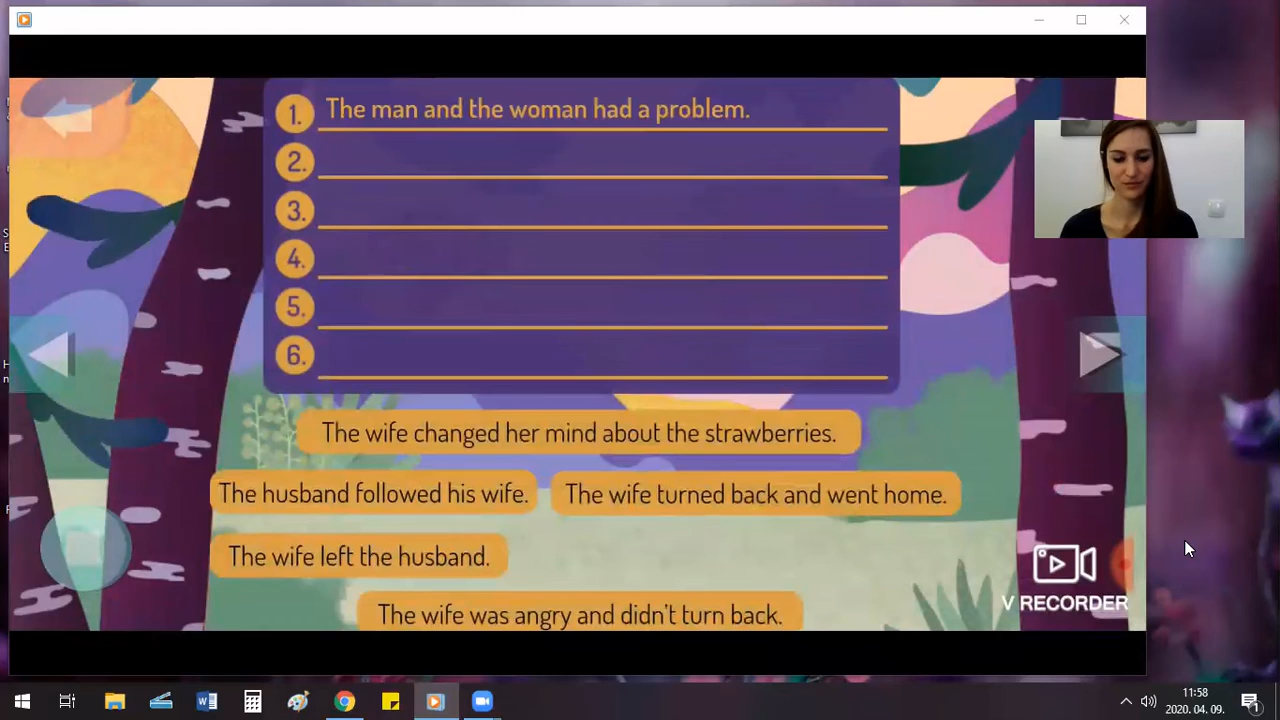 1. The man and the woman had a problem.
2.
3.
4.
5.
6.
The wife changed her mind about the strawberries.
The husband followed his wife.
The wife turned back and went home.
The wife left the husband.
The wife was angry and didn't turn back.
V RECORDER
11:58
2020. 04. 09.
1